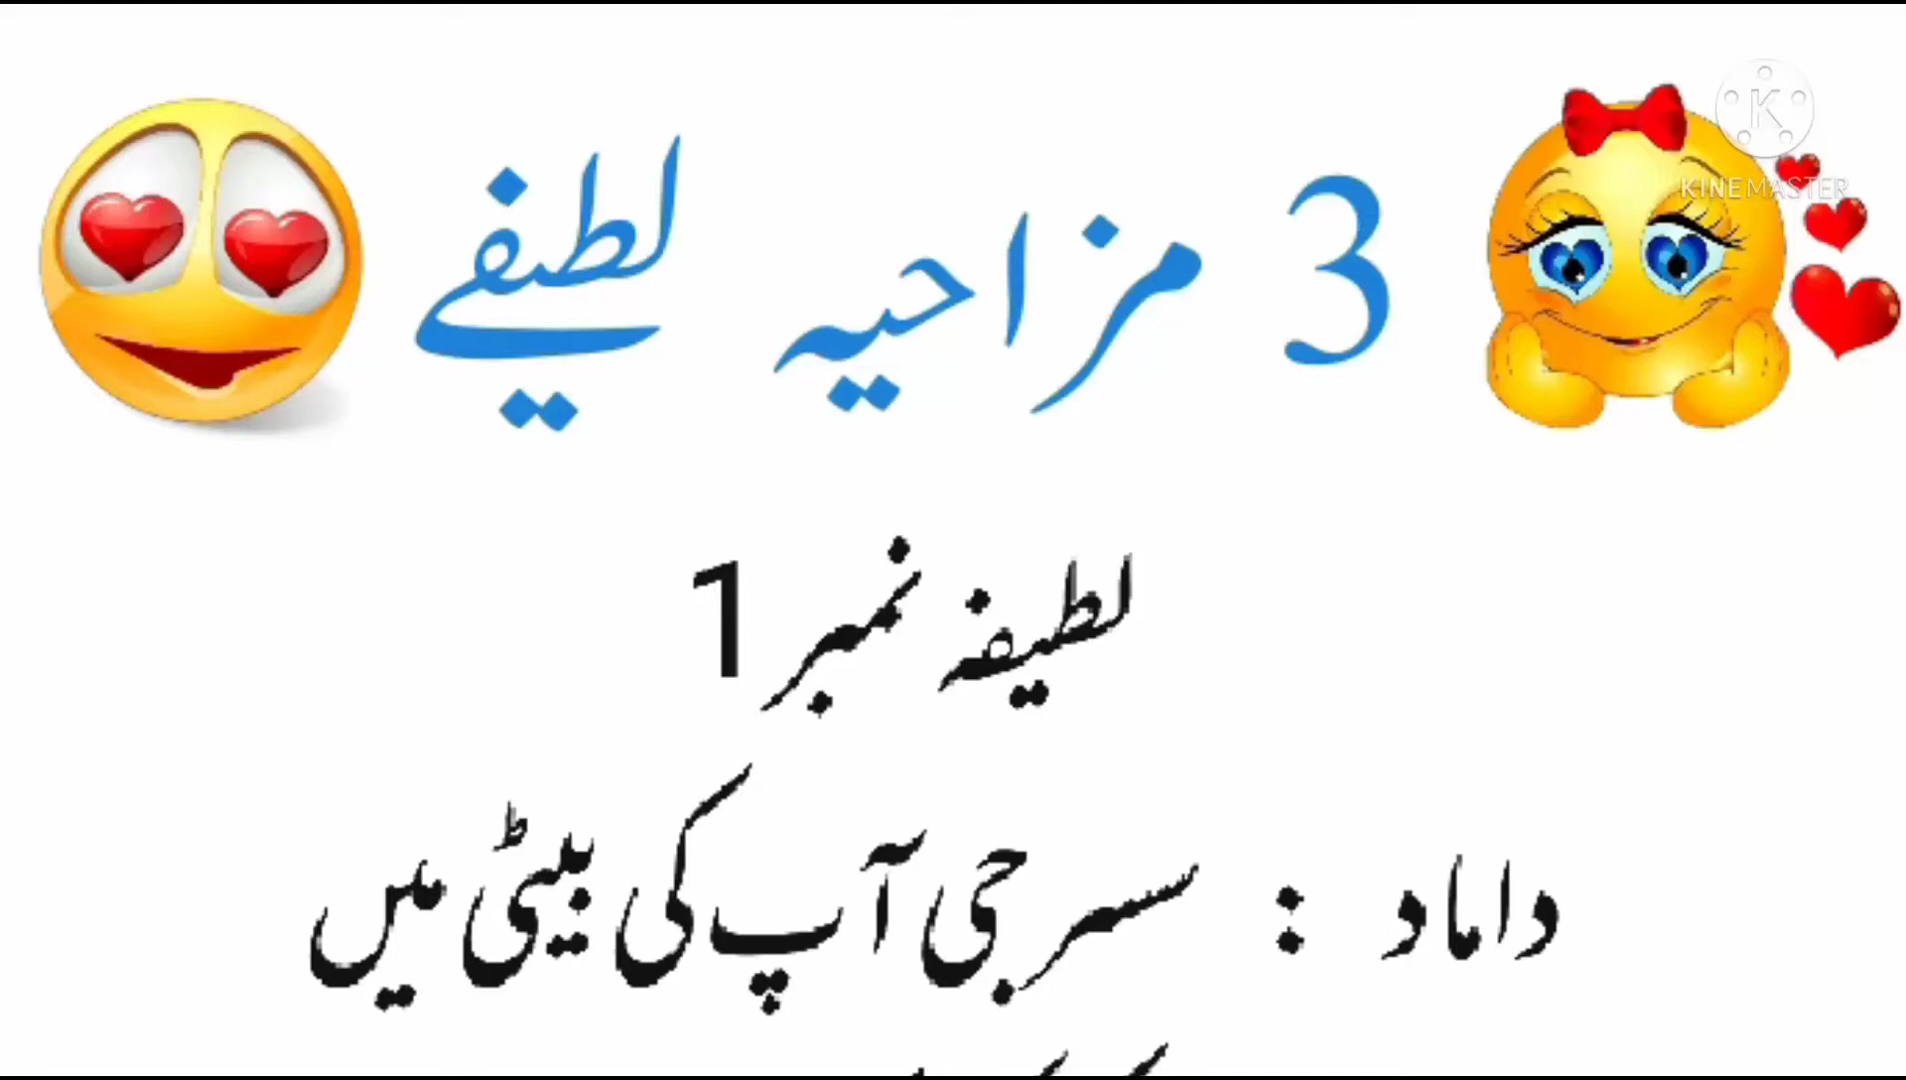 3 مزاحیہ لطیفے
KINEMASTER
لطیفہ نمبر 1
داماد : سسر جی آپ کی بیٹی میں